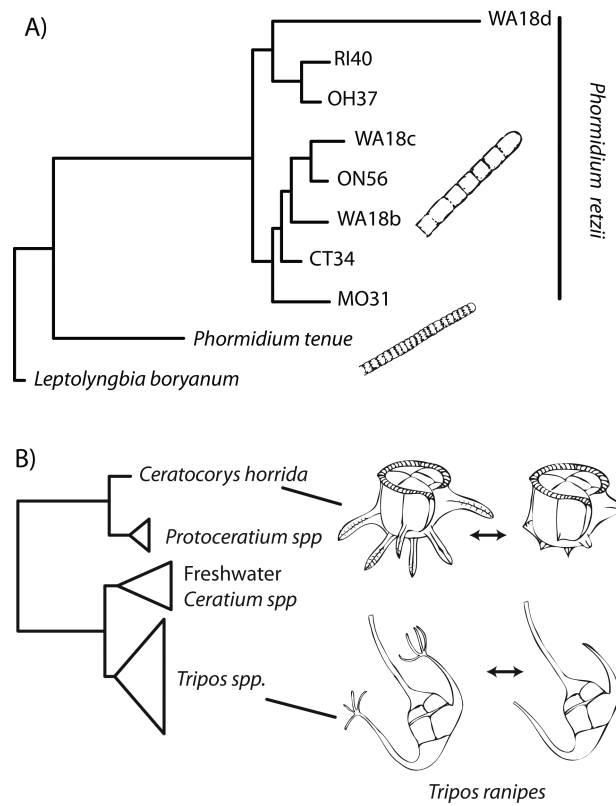 A)
WA18d
RI40
OH37
WA18c
ON56
WA18b
CT34
MO31
Phormidium retzii
Phormidium tenue
Leptolyngbia boryanum
B)
Ceratocorys horrida
Protoceratium spp
Freshwater
Ceratium spp
Tripos spp.
Tripos ranipes